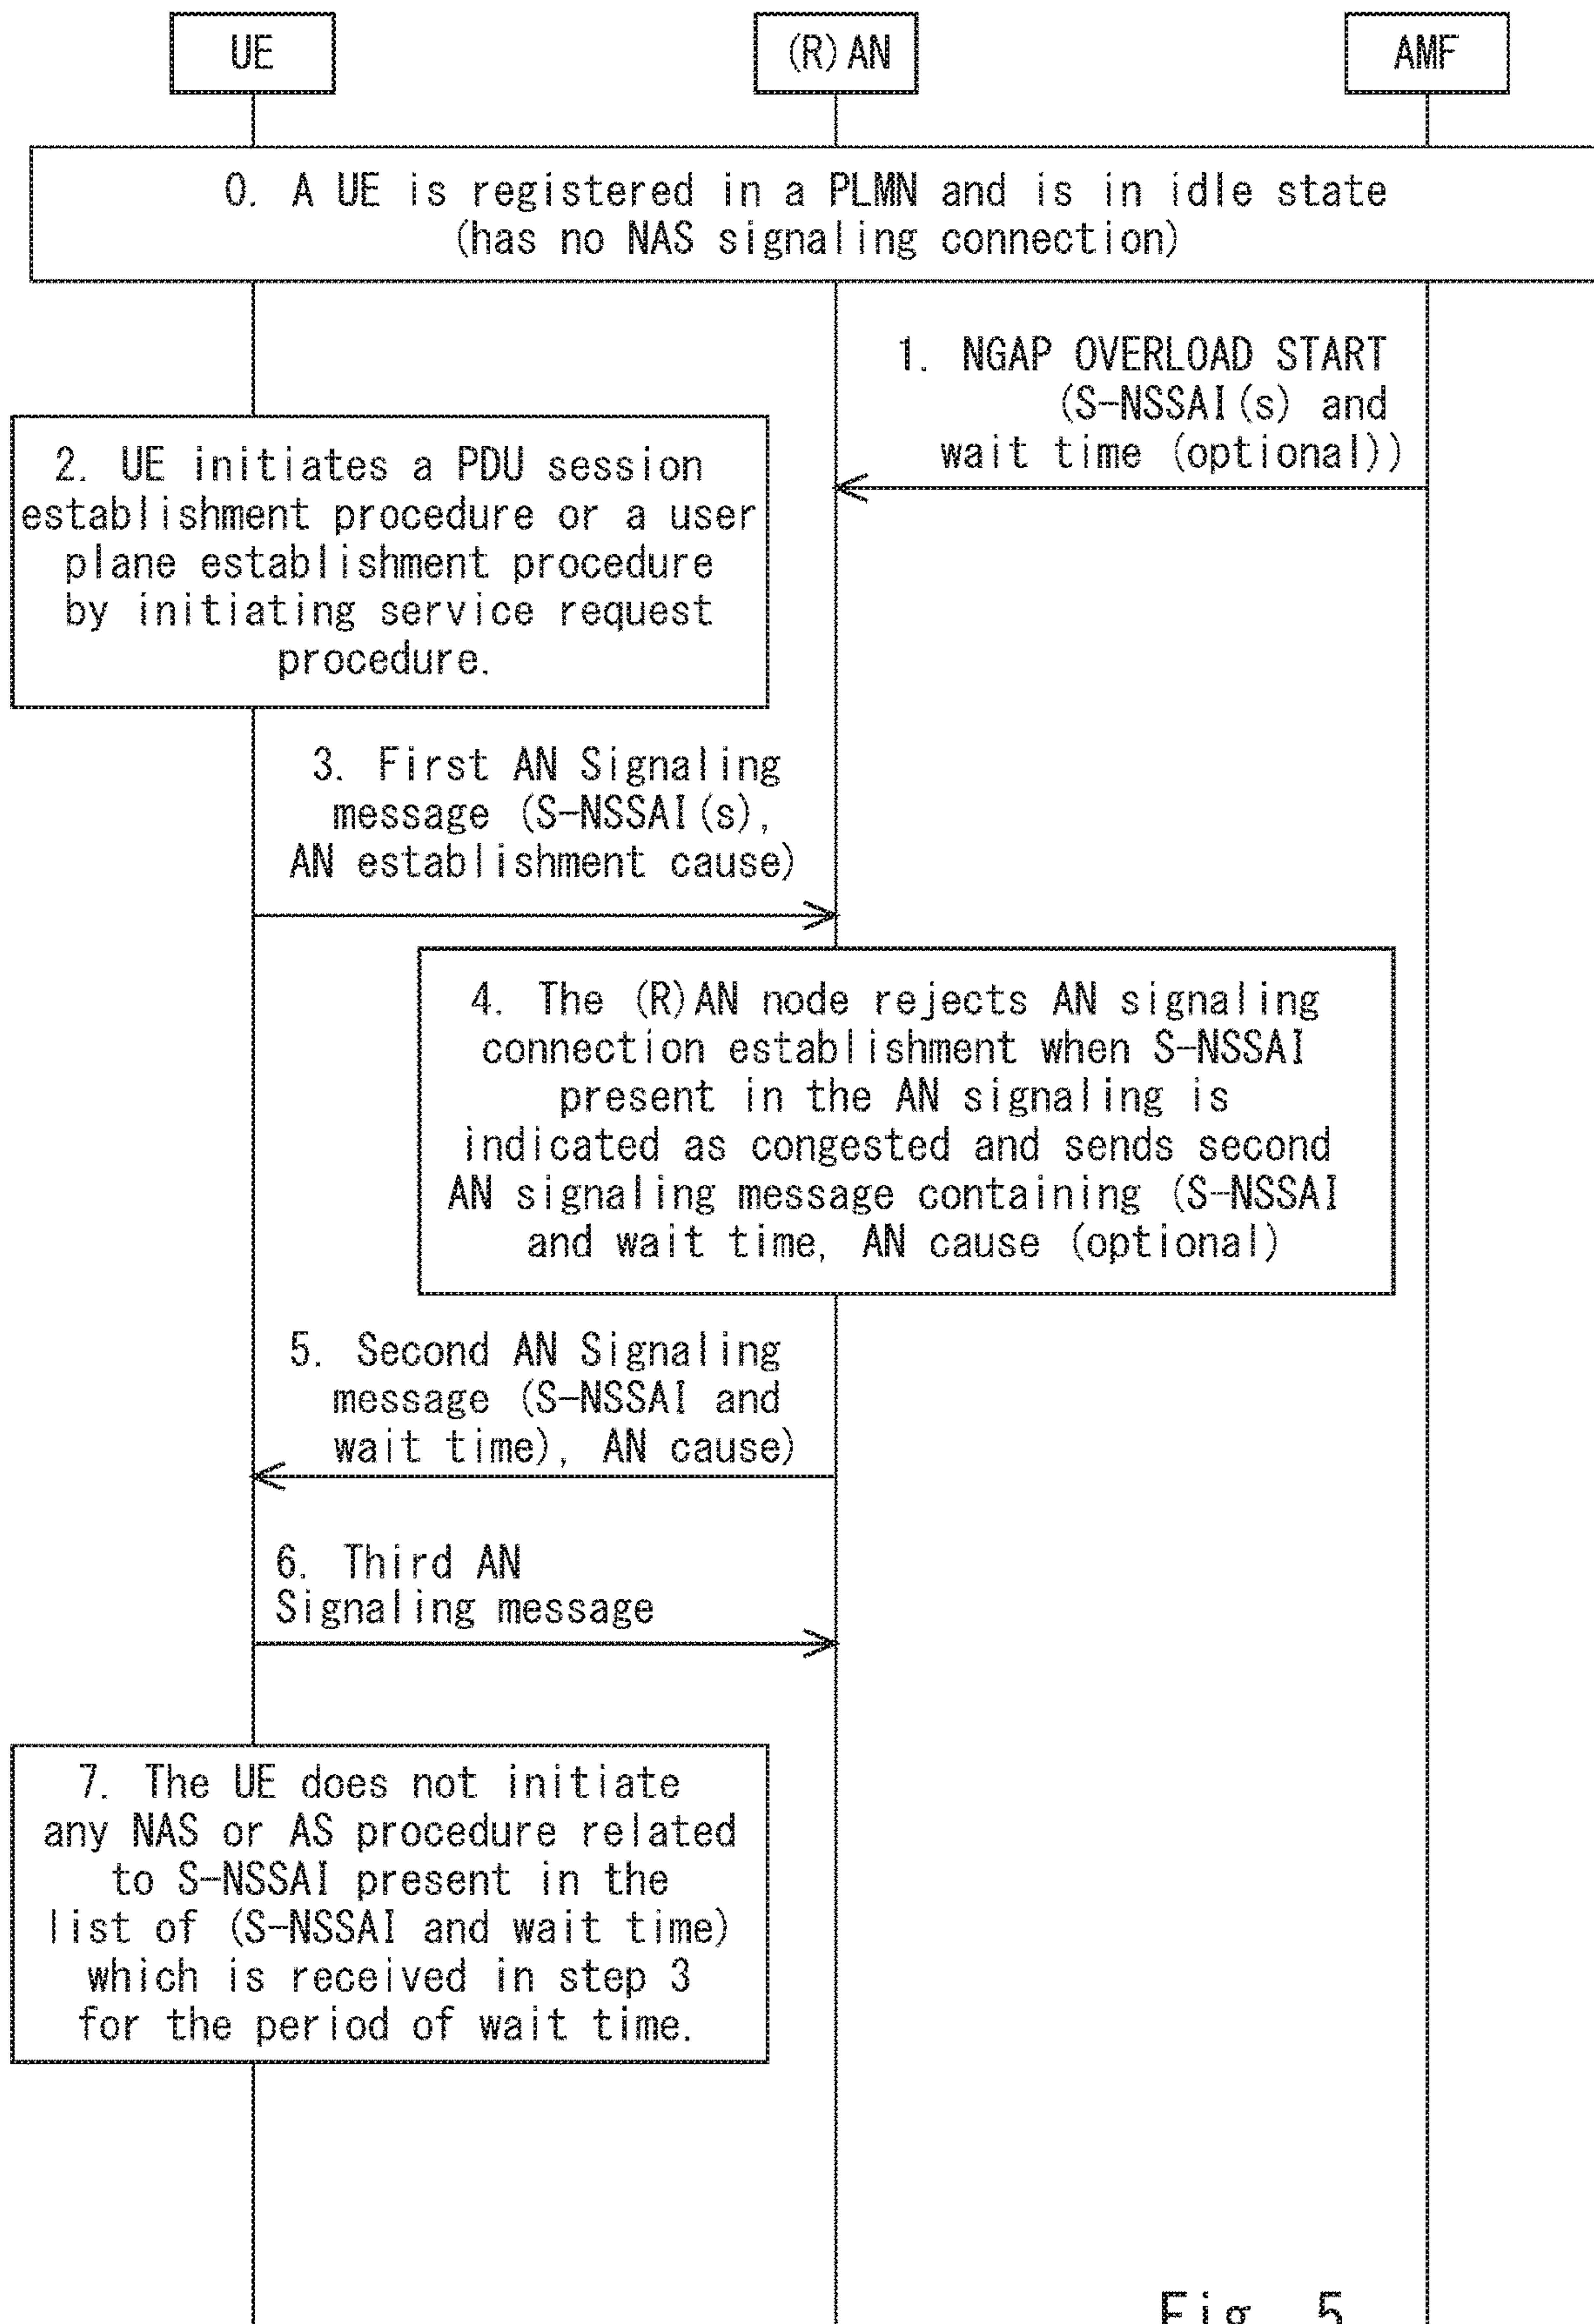 UE
(R)AN
AMF
0. A UE is registered in a PLMN and is in idle state
(has no NAS signaling connection)
1. NGAP OVERLOAD START
(S-NSSAI(s) and
wait time (optional))
2. UE initiates a PDU session
establishment procedure or a user
plane establishment procedure
by initiating service request
procedure.
3. First AN Signaling
message (S-NSSAI(s),
AN establishment cause)
4. The (R)AN node rejects AN signaling
connection establishment when S-NSSAI
present in the AN signaling is
indicated as congested and sends second
AN signaling message containing (S-NSSAI
and wait time, AN cause (optional)
5. Second AN Signaling
message (S-NSSAI and
wait time), AN cause)
6. Third AN
Signaling message
7. The UE does not initiate
any NAS or AS procedure related
to S-NSSAI present in the
list of (S-NSSAI and wait time)
which is received in step 3
for the period of wait time.
Fig. 5